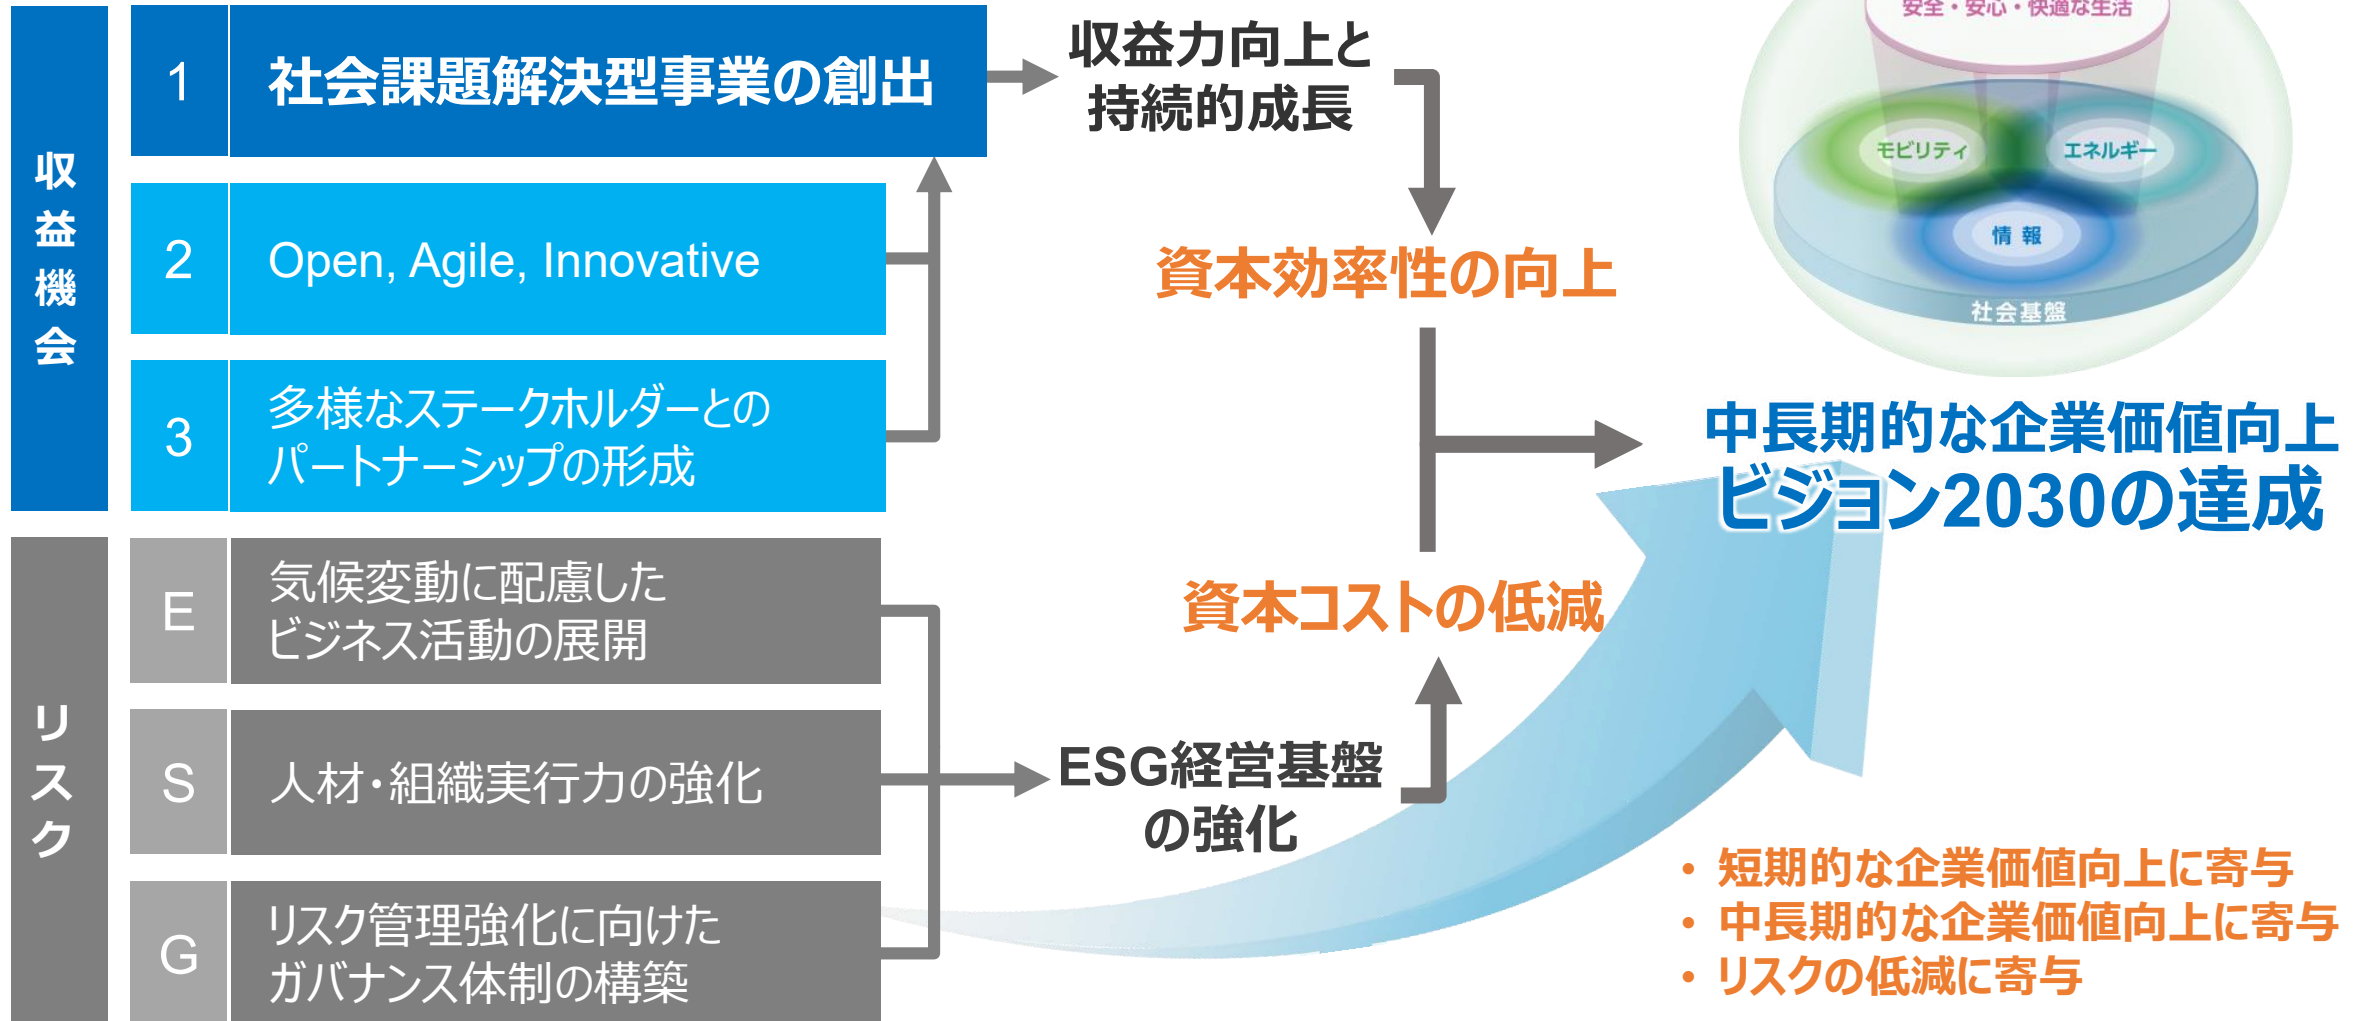 収益機会
1
社会課題解決型事業の創出
2
Open, Agile, Innovative
3
多様なステークホルダーとの
パートナーシップの形成
リスク
E
気候変動に配慮した
ビジネス活動の展開
S
人材・組織実行力の強化
G
リスク管理強化に向けた
ガバナンス体制の構築
収益力向上と
持続的成長
資本効率性の向上
資本コストの低減
ESG経営基盤
の強化
安全・安心・快適な生活
モビリティ
エネルギー
情報
社会基盤
中長期的な企業価値向上
ビジョン2030の達成
・短期的な企業価値向上に寄与
・中長期的な企業価値向上に寄与
・リスクの低減に寄与